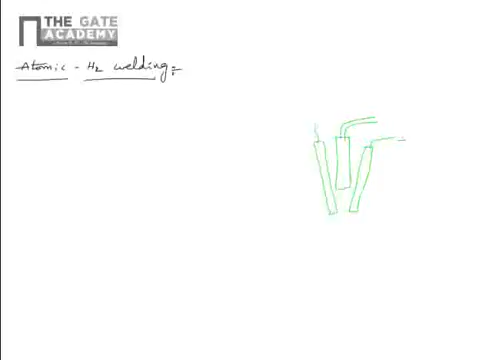 THE GATE
ACADEMY
Atomic - H2 welding :-